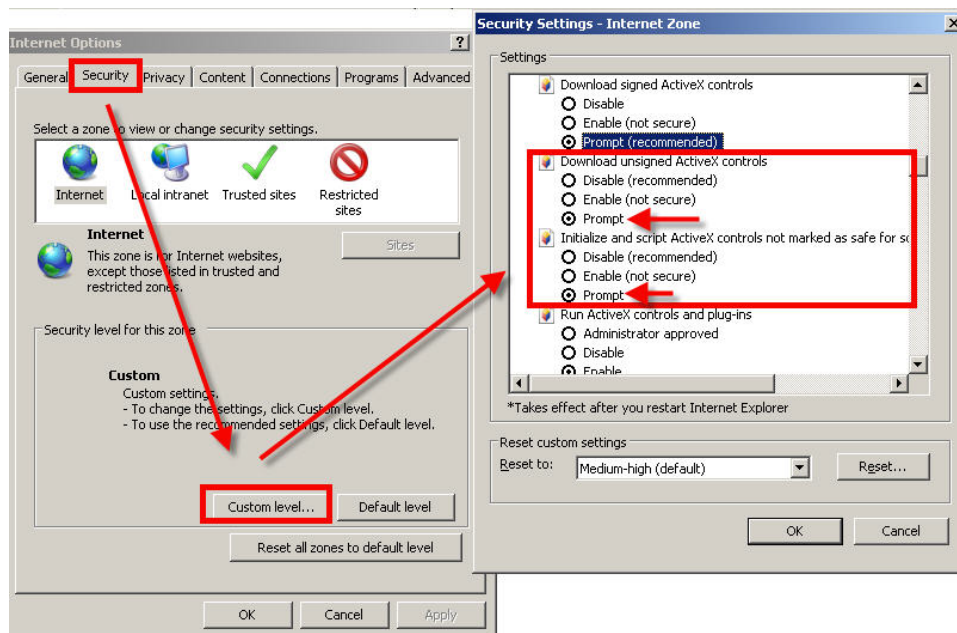 Internet Options
?
General Security Privacy Content Connections Programs Advanced
Select a zone to view or change security settings.
Internet
Local intranet
Trusted sites
Restricted
sites
Internet
This zone is for Internet websites,
except those listed in trusted and
restricted zones.
Sites
Security level for this zone
Custom
Custom settings.
- To change the settings, click Custom level.
- To use the recommended settings, click Default level.
Custom level...
Default level
Reset all zones to default level
OK
Cancel
Apply
Security Settings - Internet Zone
Settings
Download signed ActiveX controls
Disable
Enable (not secure)
Prompt (recommended)
Download unsigned ActiveX controls
Disable (recommended)
Enable (not secure)
Prompt
Initialize and script ActiveX controls not marked as safe for sc
Disable (recommended)
Enable (not secure)
Prompt
Run ActiveX controls and plug-ins
Administrator approved
Disable
Enable
*Takes effect after you restart Internet Explorer
Reset custom settings
Reset to:
Medium-high (default)
Reset...
OK
Cancel